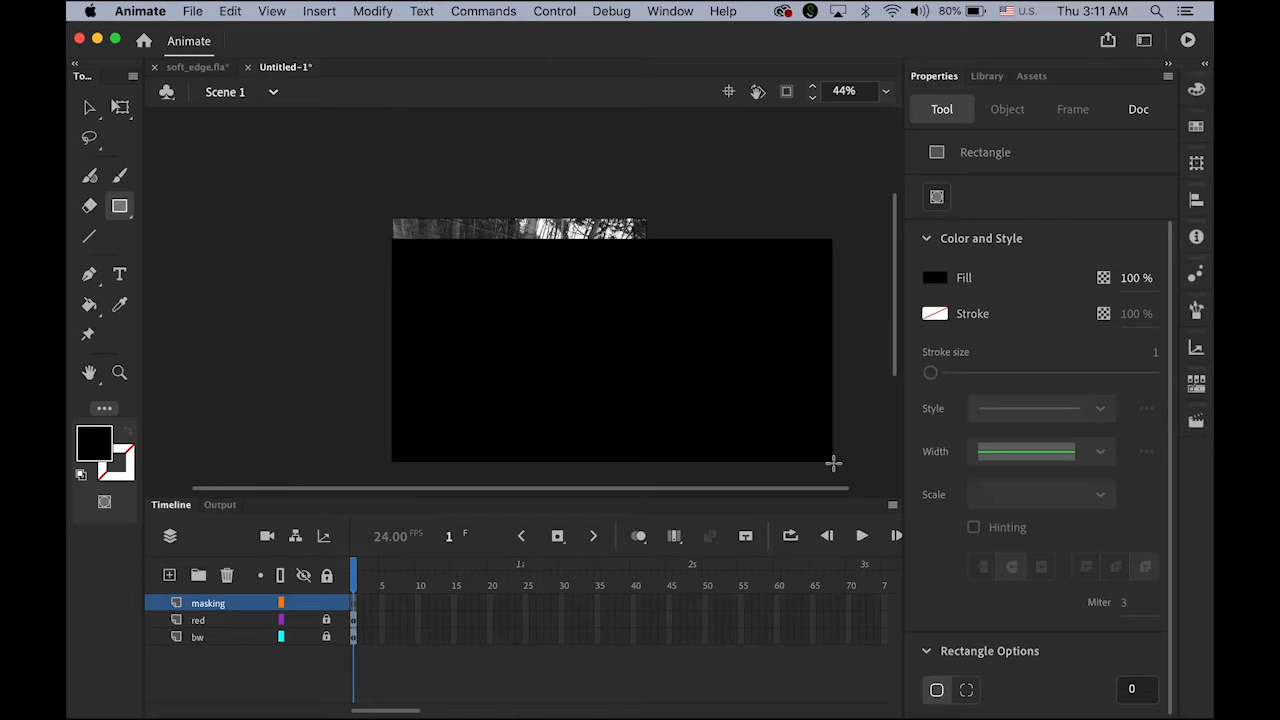 Animate File Edit View Insert Modify Text Commands Control Debug Window Help 80% U.S. Thu 3:11 AM
Animate
To...
soft_edge.fla* Untitled-1*
Properties Library Assets
Scene 1 44%
Tool Object Frame Doc
Rectangle
Color and Style
Fill 100 %
Stroke 100 %
Stroke size 1
Style
Width
Scale
Hinting
Miter 3
Rectangle Options
0
Timeline Output
24.00 FPS 1 F
1s 2s 3s
5 10 15 20 25 30 35 40 45 50 55 60 65 70 7
masking
red
bw